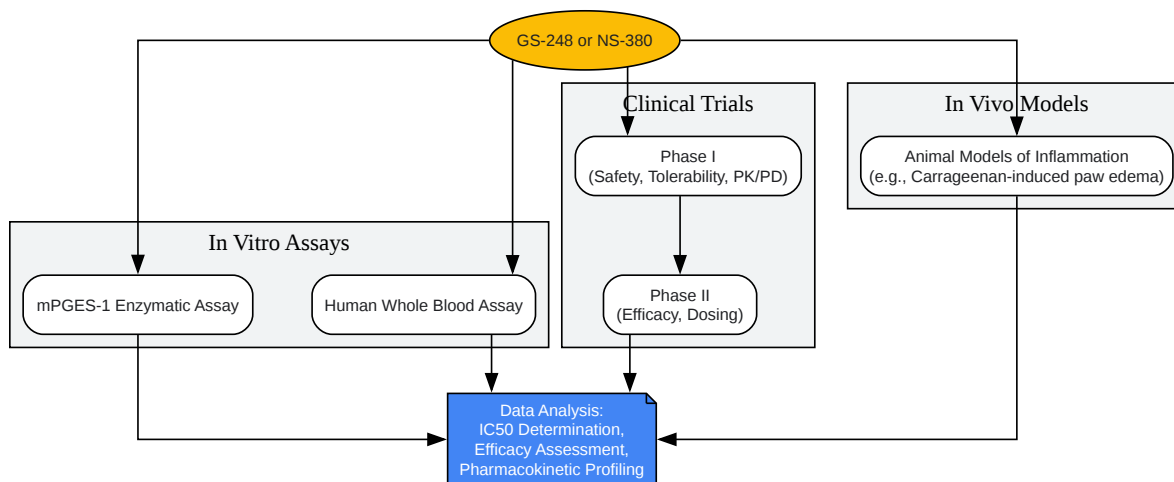 GS-248 or NS-380
Clinical Trials
In Vivo Models
Phase I
(Safety, Tolerability, PK/PD)
Animal Models of Inflammation
(e.g., Carrageenan-induced paw edema)
In Vitro Assays
mPGES-1 Enzymatic Assay
Human Whole Blood Assay
Phase II
(Efficacy, Dosing)
Data Analysis:
IC50 Determination,
Efficacy Assessment,
Pharmacokinetic Profiling